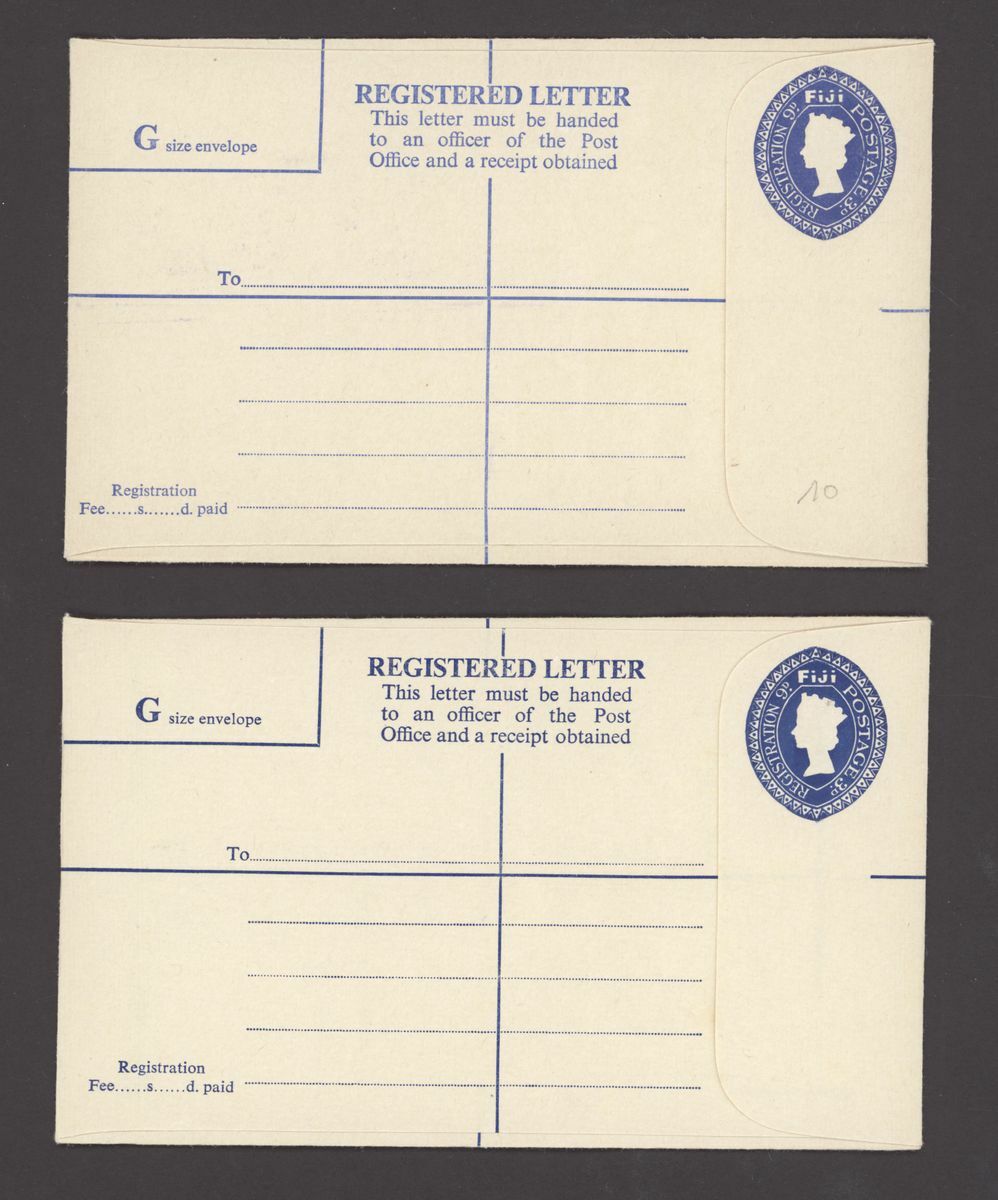 REGISTERED LETTER
This letter must be handed
to an officer of the Post
Office and a receipt obtained
G size envelope
FIJI
REGISTRATION 9D.
POSTAGE 3D.
To
Registration
Fee......s.......d. paid
10
REGISTERED LETTER
This letter must be handed
to an officer of the Post
Office and a receipt obtained
G size envelope
FIJI
REGISTRATION 9D.
POSTAGE 3D.
To
Registration
Fee......s......d. paid